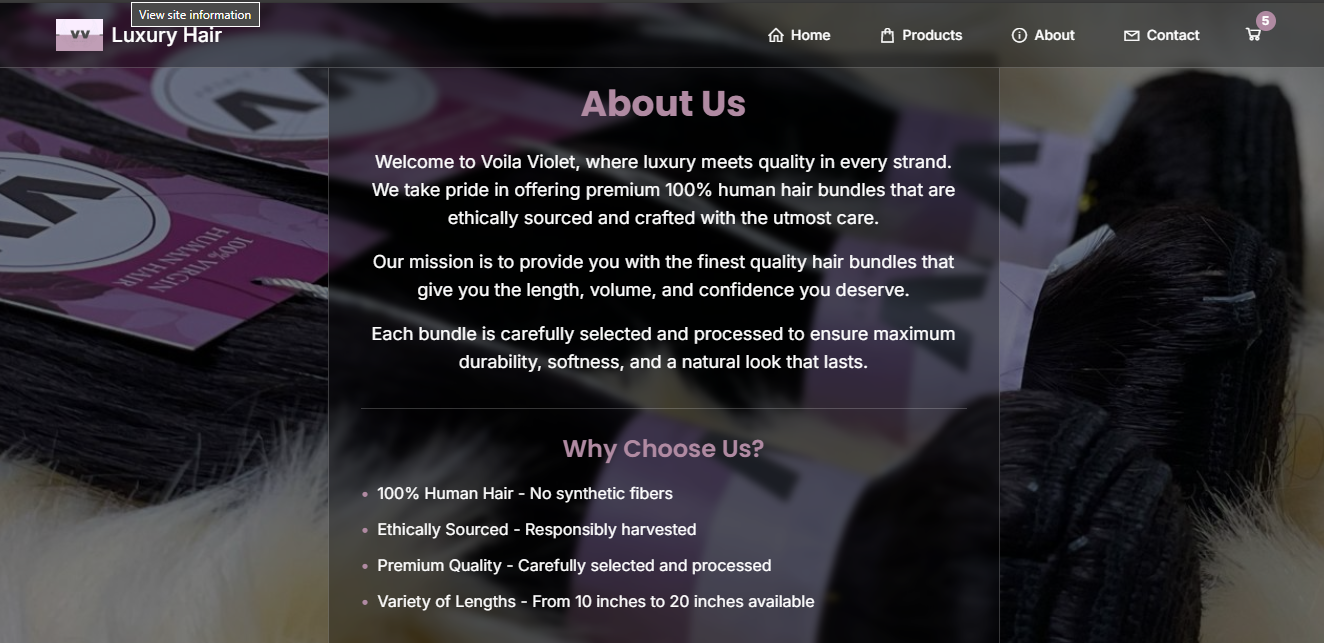 View site information
VV
Luxury Hair
Home
Products
About
Contact
5
About Us
Welcome to Voila Violet, where luxury meets quality in every strand.
We take pride in offering premium 100% human hair bundles that are
ethically sourced and crafted with the utmost care.
Our mission is to provide you with the finest quality hair bundles that
give you the length, volume, and confidence you deserve.
Each bundle is carefully selected and processed to ensure maximum
durability, softness, and a natural look that lasts.
Why Choose Us?
• 100% Human Hair - No synthetic fibers
• Ethically Sourced - Responsibly harvested
• Premium Quality - Carefully selected and processed
• Variety of Lengths - From 10 inches to 20 inches available
VV
VV
100% VIRGIN
HUMAN HAIR